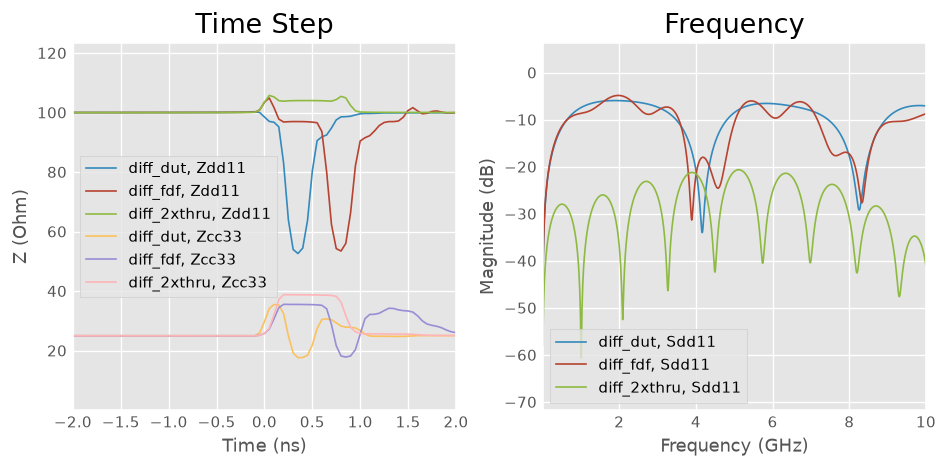 Time Step
120
100
80
60
40
20
Z (Ohm)
diff_dut, Zdd11
diff_fdf, Zdd11
diff_2xthru, Zdd11
diff_dut, Zcc33
diff_fdf, Zcc33
diff_2xthru, Zcc33
−2.0 −1.5 −1.0 −0.5 0.0 0.5 1.0 1.5 2.0
Time (ns)
Frequency
0
−10
−20
−30
−40
−50
−60
−70
Magnitude (dB)
diff_dut, Sdd11
diff_fdf, Sdd11
diff_2xthru, Sdd11
2 4 6 8 10
Frequency (GHz)